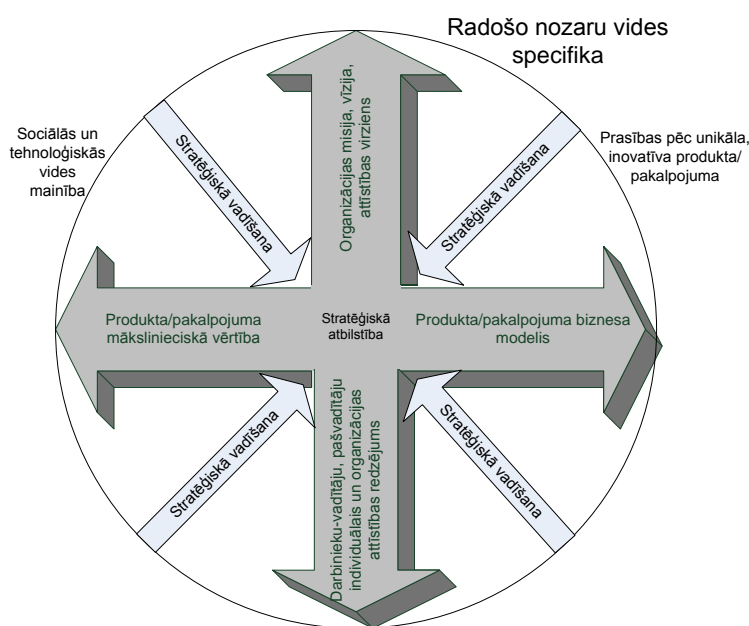 Radošo nozaru vides
specifika
Sociālās un
tehnoloģiskās
vides
mainība
Prasības pēc unikāla,
inovatīva produkta/
pakalpojuma
Stratēģiskā vadīšana
Organizācijas misija, vīzija,
attīstības virziens
Stratēģiskā vadīšana
Produkta/pakalpojuma
mākslinieciskā vērtība
Stratēģiskā
atbilstība
Produkta/pakalpojuma biznesa
modelis
Stratēģiskā vadīšana
Darbinieku-vadītāju, pašvadītāju
individuālais un organizācijas
attīstības redzējums
Stratēģiskā vadīšana